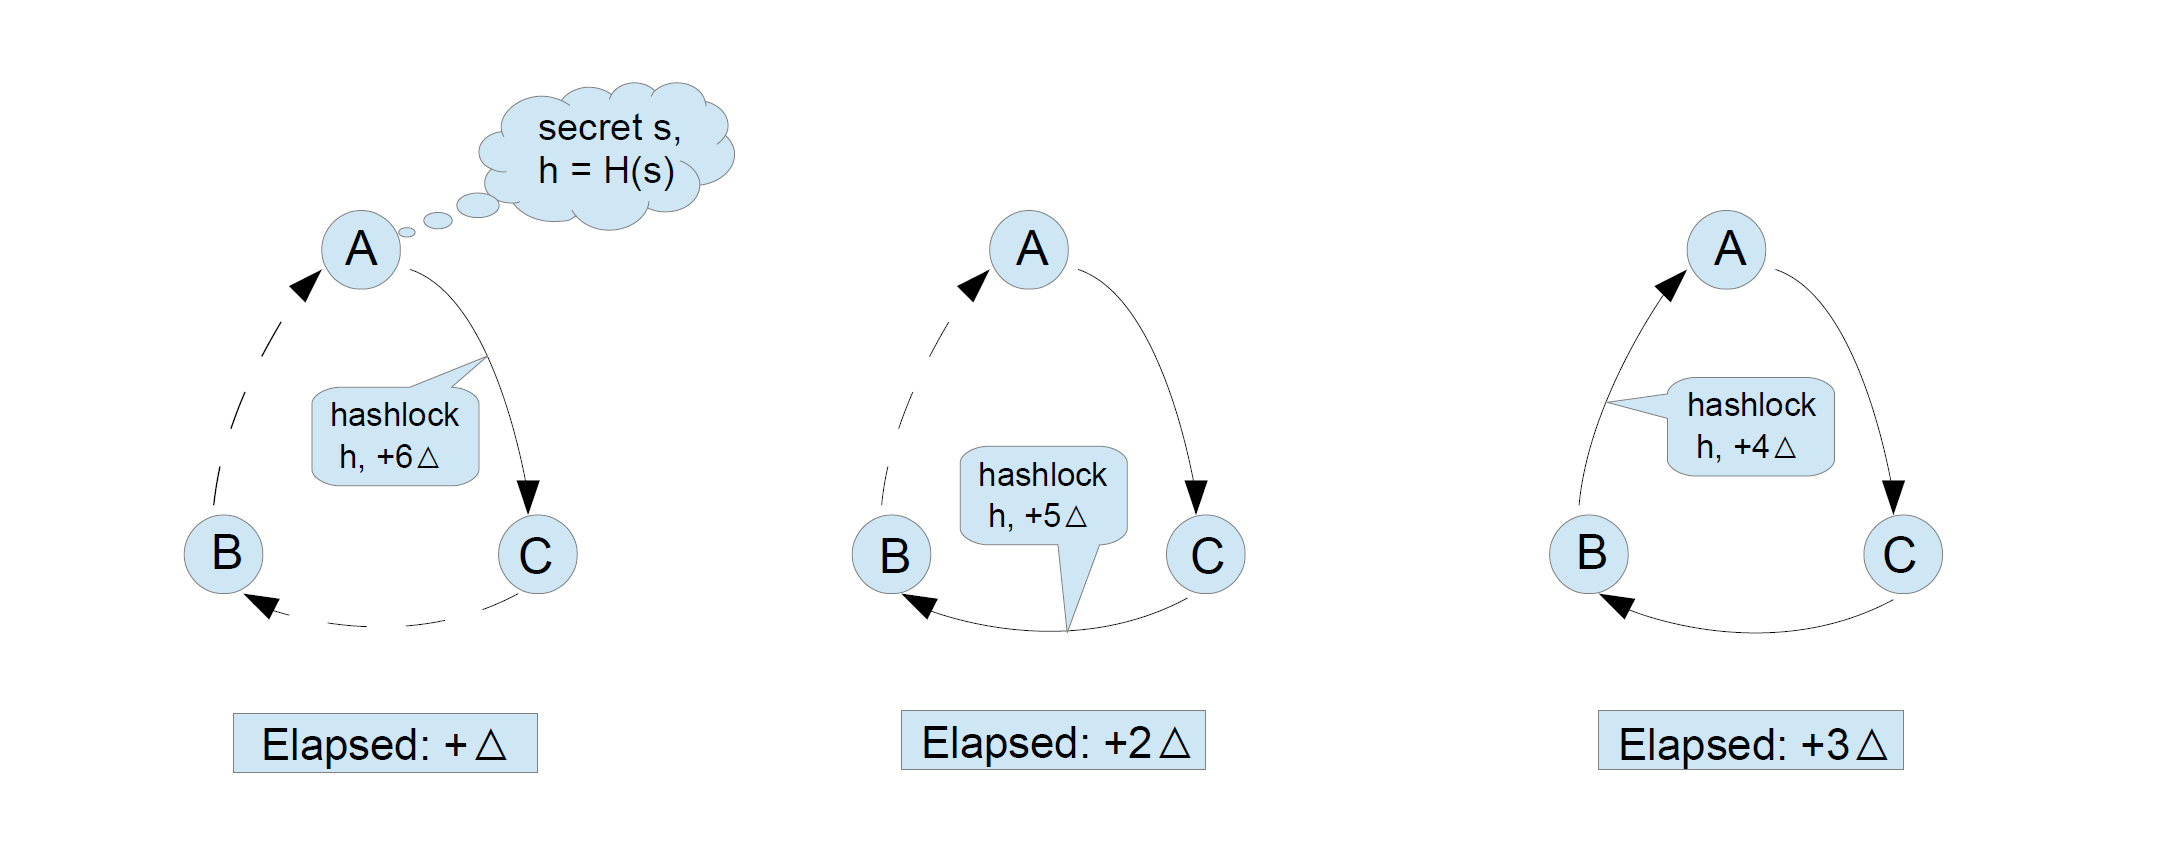 secret s,
h = H(s)
A
hashlock
h, +6△
B
C
Elapsed: +△
A
hashlock
h, +5△
B
C
Elapsed: +2△
A
hashlock
h, +4△
B
C
Elapsed: +3△